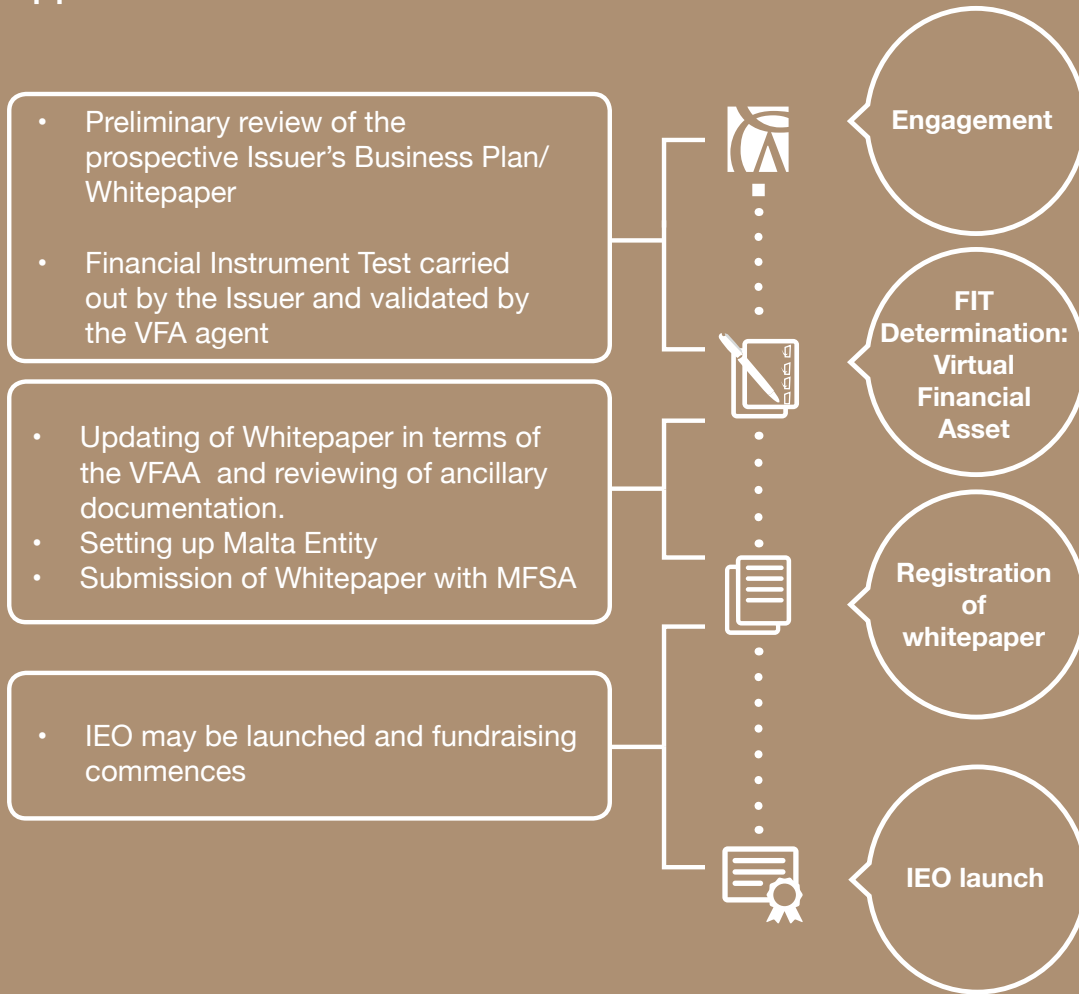 • Preliminary review of the
prospective Issuer's Business Plan/
Whitepaper
• Financial Instrument Test carried
out by the Issuer and validated by
the VFA agent
• Updating of Whitepaper in terms of
the VFAA and reviewing of ancillary
documentation.
• Setting up Malta Entity
• Submission of Whitepaper with MFSA
• IEO may be launched and fundraising
commences
Engagement
FIT
Determination:
Virtual
Financial
Asset
Registration
of
whitepaper
IEO launch